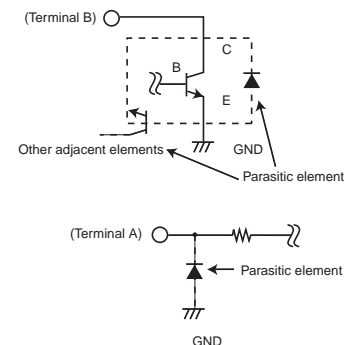 (Terminal B)
C
B
E
Other adjacent elements
GND
Parasitic element
(Terminal A)
Parasitic element
GND